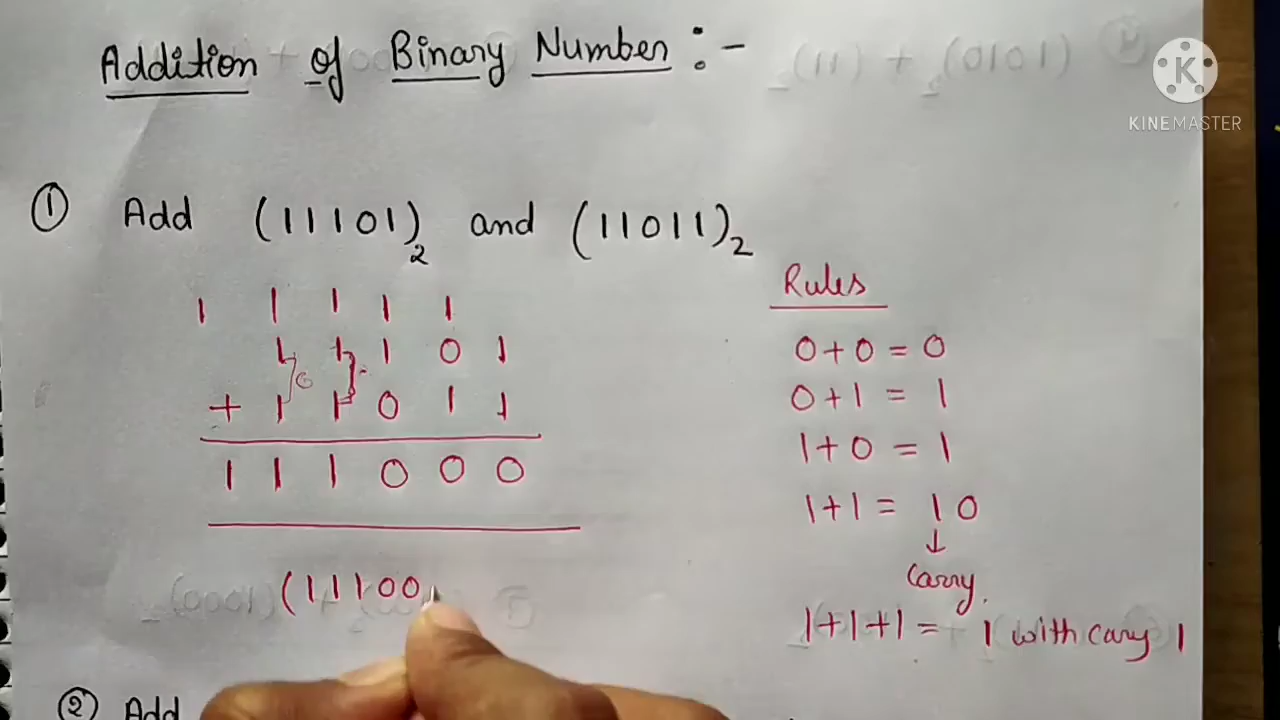 Addition of Binary Number :-
KINEMASTER
① Add (11101)2 and (11011)2
1 1 1 1 1
1 1 1 0 1
+ 1 1 0 1 1
1 1 1 0 0 0
(11100
Rules
0+0 = 0
0+1 = 1
1+0 = 1
1+1 = 10
↓
Carry
1+1+1 = 1 with cary 1
② Add